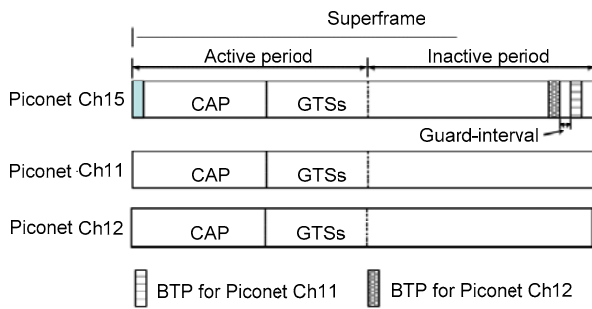 Superframe
Active period
Inactive period
Piconet Ch15
CAP
GTSs
Guard-interval
Piconet Ch11
CAP
GTSs
Piconet Ch12
CAP
GTSs
BTP for Piconet Ch11
BTP for Piconet Ch12